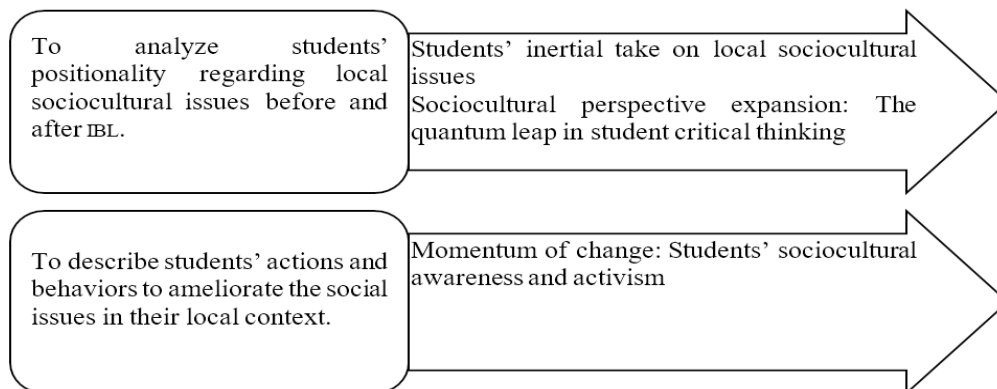 To analyze students’
positionality regarding local
sociocultural issues before and
after IBL.
Students’ inertial take on local sociocultural
issues
Sociocultural perspective expansion: The
quantum leap in student critical thinking
To describe students’ actions and
behaviors to ameliorate the social
issues in their local context.
Momentum of change: Students’ sociocultural
awareness and activism